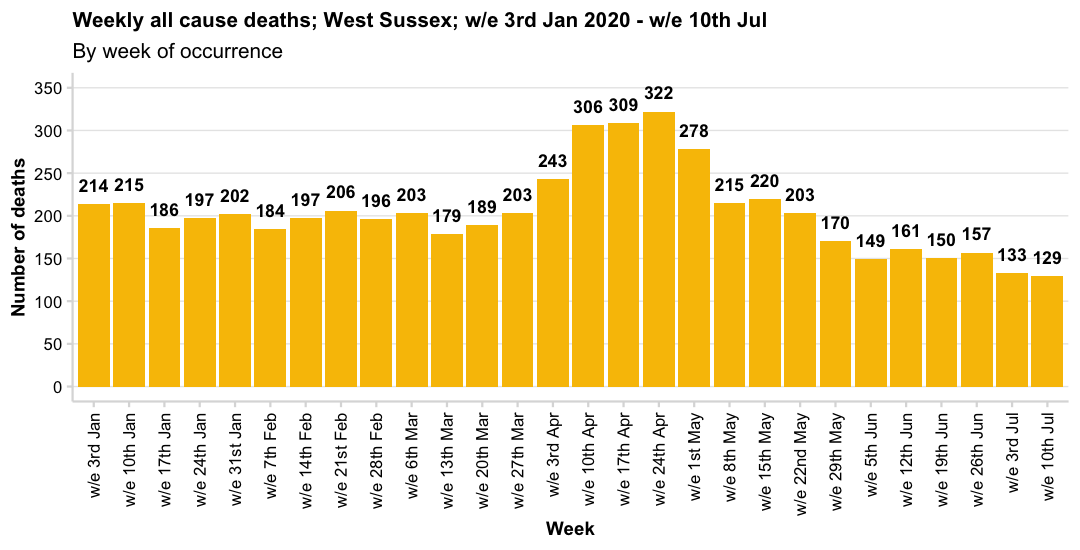 Weekly all cause deaths; West Sussex; w/e 3rd Jan 2020 - w/e 10th Jul
By week of occurrence
Number of deaths
350
300
250
200
150
100
50
0
214
215
186
197
202
184
197
206
196
203
179
189
203
243
306
309
322
278
215
220
203
170
149
161
150
157
133
129
w/e 3rd Jan
w/e 10th Jan
w/e 17th Jan
w/e 24th Jan
w/e 31st Jan
w/e 7th Feb
w/e 14th Feb
w/e 21st Feb
w/e 28th Feb
w/e 6th Mar
w/e 13th Mar
w/e 20th Mar
w/e 27th Mar
w/e 3rd Apr
w/e 10th Apr
w/e 17th Apr
w/e 24th Apr
w/e 1st May
w/e 8th May
w/e 15th May
w/e 22nd May
w/e 29th May
w/e 5th Jun
w/e 12th Jun
w/e 19th Jun
w/e 26th Jun
w/e 3rd Jul
w/e 10th Jul
Week